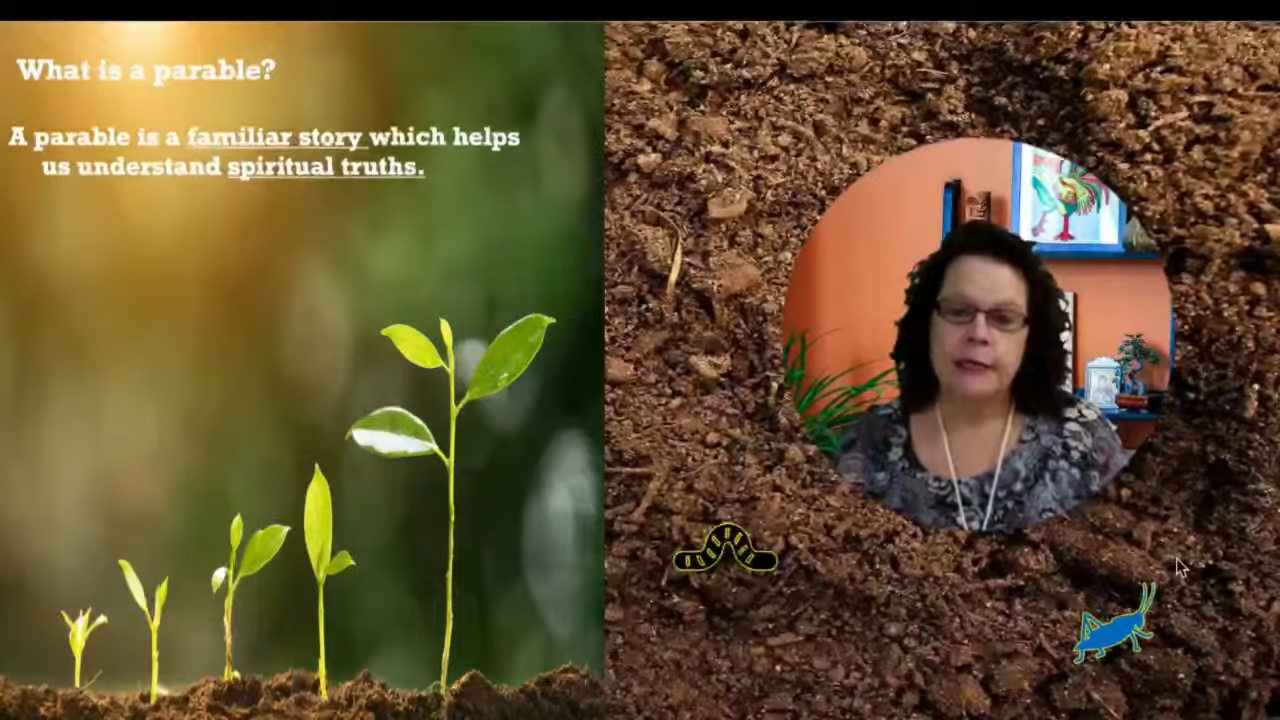 What is a parable?
A parable is a familiar story which helps
us understand spiritual truths.